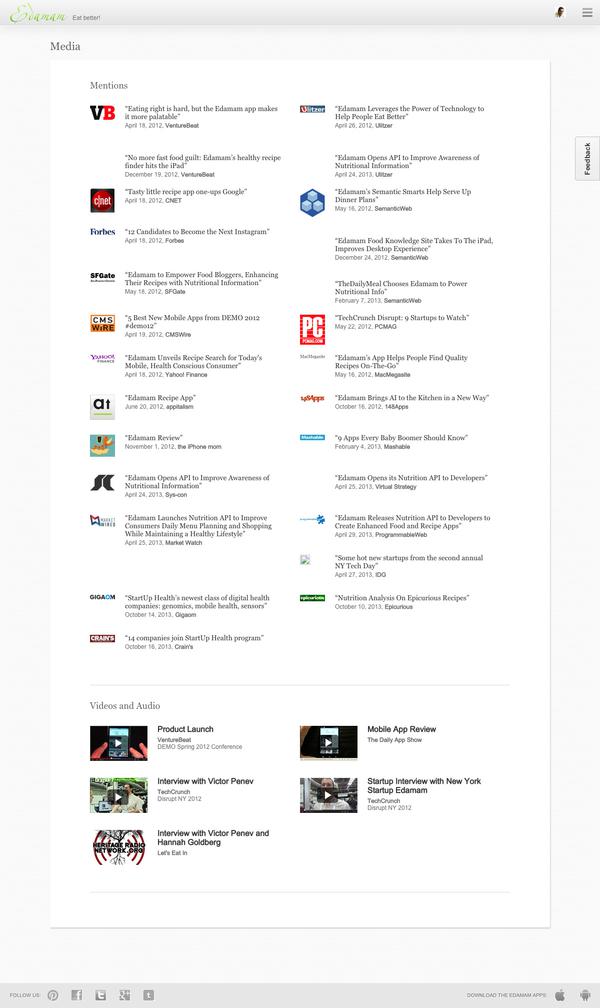 Edamam Eat better!
Media
Feedback
Mentions
VB
"Eating right is hard, but the Edamam app makes
it more palatable"
April 18, 2012, VentureBeat
Ulitzer
"Edamam Leverages the Power of Technology to
Help People Eat Better"
April 26, 2012, Ulitzer
"No more fast food guilt: Edamam's healthy recipe
finder hits the iPad"
December 19, 2012, VentureBeat
"Edamam Opens API to Improve Awareness of
Nutritional Information"
April 24, 2013, Ulitzer
c|net
"Tasty little recipe app one-ups Google"
April 18, 2012, CNET
"Edamam's Semantic Smarts Help Serve Up
Dinner Plans"
May 16, 2012, SemanticWeb
Forbes
"12 Candidates to Become the Next Instagram"
April 18, 2012, Forbes
"Edamam Food Knowledge Site Takes To The iPad,
Improves Desktop Experience"
December 24, 2012, SemanticWeb
SFGate
"Edamam to Empower Food Bloggers, Enhancing
Their Recipes with Nutritional Information"
May 18, 2012, SFGate
"TheDailyMeal Chooses Edamam to Power
Nutritional Info"
February 7, 2013, SemanticWeb
CMS
WiRE
"5 Best New Mobile Apps from DEMO 2012
#demo12"
April 19, 2012, CMSWire
PC
PCMAG.COM
"TechCrunch Disrupt: 9 Startups to Watch"
May 22, 2012, PCMAG
YAHOO!
FINANCE
"Edamam Unveils Recipe Search for Today's
Mobile, Health Conscious Consumer"
April 18, 2012, Yahoo! Finance
MacMegasite
"Edamam's App Helps People Find Quality
Recipes On-The-Go"
May 16, 2012, MacMegasite
at
"Edamam Recipe App"
June 20, 2012, appitalism
148Apps
"Edamam Brings AI to the Kitchen in a New Way"
October 16, 2012, 148Apps
"Edamam Review"
November 1, 2012, the iPhone mom
Mashable
"9 Apps Every Baby Boomer Should Know"
February 4, 2013, Mashable
"Edamam Opens API to Improve Awareness of
Nutritional Information"
April 24, 2013, Sys-con
"Edamam Opens its Nutrition API to Developers"
April 25, 2013, Virtual Strategy
MARKET
WIRED
"Edamam Launches Nutrition API to Improve
Consumers Daily Menu Planning and Shopping
While Maintaining a Healthy Lifestyle"
April 25, 2013, Market Watch
"Edamam Releases Nutrition API to Developers to
Create Enhanced Food and Recipe Apps"
April 29, 2013, ProgrammableWeb
"Some hot new startups from the second annual
NY Tech Day"
April 27, 2013, IDG
GIGAOM
"StartUp Health's newest class of digital health
companies: genomics, mobile health, sensors"
October 14, 2013, Gigaom
epicurious
"Nutrition Analysis On Epicurious Recipes"
October 10, 2013, Epicurious
CRAIN'S
"14 companies join StartUp Health program"
October 16, 2013, Crain's
Videos and Audio
Product Launch
VentureBeat
DEMO Spring 2012 Conference
Mobile App Review
The Daily App Show
Interview with Victor Penev
TechCrunch
Disrupt NY 2012
Startup Interview with New York
Startup Edamam
TechCrunch
Disrupt NY 2012
HERITAGE RADIO
NETWORK.ORG
Interview with Victor Penev and
Hannah Goldberg
Let's Eat In
FOLLOW US:
DOWNLOAD THE EDAMAM APPS: